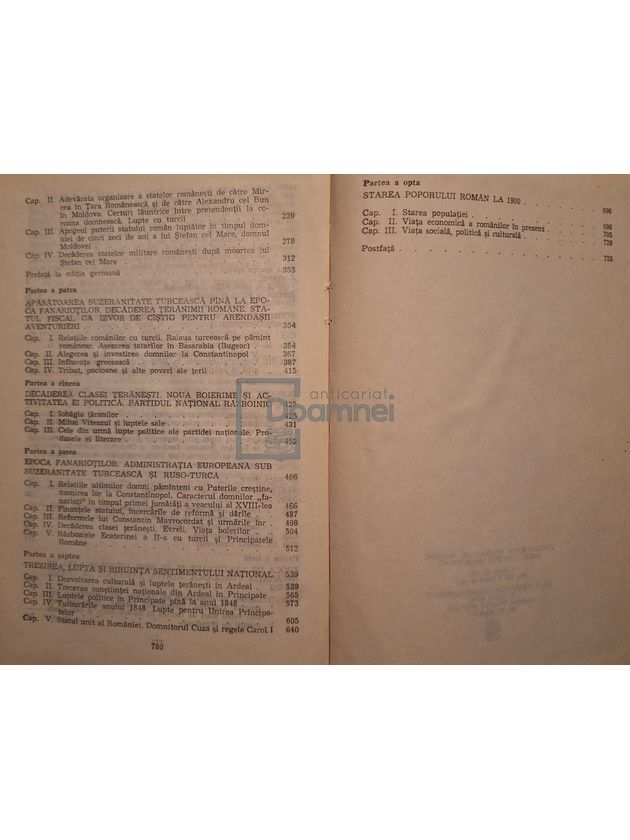 Cap. II. Adevărata organizare a statelor românești de către Mir-
cea în Țara Românească și de către Alexandru cel Bun
în Moldova. Certuri lăuntrice între pretendenții la co-
roana domnească. Lupte cu turcii 239
Cap. III. Apogeul puterii statului român luptător în timpul dom-
niei de cinci zeci de ani a lui Ștefan cel Mare, domnul
Moldovei 278
Cap. IV. Decăderea statelor militare românești după moartea lui
Ștefan cel Mare 312
Prefață la ediția germană 353
Partea a patra
APĂSĂTOAREA SUZERANITATE TURCEASCĂ PÎNĂ LA EPO-
CA FANARIOȚILOR. DECĂDEREA ȚĂRĂNIMII ROMÂNE. STA-
TUL FISCAL CA IZVOR DE CÎȘTIG PENTRU ARENDAȘII
AVENTURIERI 354
Cap. I. Relațiile românilor cu turcii. Raiaua turcească pe pămînt
românesc. Așezarea tatarilor în Basarabia (Bugeac) 354
Cap. II. Alegerea și investirea domnilor la Constantinopol 367
Cap. III. Influența grecească 387
Cap. IV. Tribut, pocloane și alte poveri ale țerii 415
Partea a cincea
DECĂDEREA CLASEI ȚĂRĂNEȘTI. NOUA BOIERIME ȘI AC-
TIVITATEA EI POLITICĂ. PARTIDUL NAȚIONAL RĂZBOINIC 425
Cap. I. Iobăgia țăranilor 425
Cap. II. Mihai Viteazul și luptele sale 431
Cap. III. Cele din urmă lupte politice ale partidei naționale. Pro-
dusele ei literare 452
Partea a șasea
EPOCA FANARIOȚILOR. ADMINISTRAȚIA EUROPEANĂ SUB
SUZERANITATE TURCEASCĂ ȘI RUSO-TURCĂ 466
Cap. I. Relațiile ultimilor domni pămînteni cu Puterile creștine,
numirea lor la Constantinopol. Caracterul domnilor „fa-
narioți” în timpul primei jumătăți a veacului al XVIII-lea 466
Cap. II. Finanțele statului, încercările de reformă și dările 487
Cap. III. Reformele lui Constantin Mavrocordat și urmările lor 498
Cap. IV. Decăderea clasei țerănești. Evreii. Viața boierilor 504
Cap. V. Războaiele Ecaterinei a II-a cu turcii și Principatele
Române 512
Partea a șaptea
TREZIREA, LUPTA ȘI BIRUINȚA SENTIMENTULUI NAȚIONAL 539
Cap. I. Dezvoltarea culturală și luptele țerănești în Ardeal 539
Cap. II. Trecerea conștiinței naționale din Ardeal în Principate 565
Cap. III. Luptele politice în Principate pînă la anul 1848 573
Cap. IV. Tulburările anului 1848. Lupte pentru Unirea Principa-
telor 605
Cap. V. Statul unit al României. Domnitorul Cuza și regele Carol I 640
780
Partea a opta
STAREA POPORULUI ROMÂN LA 1900 696
Cap. I. Starea populației 696
Cap. II. Viața economică a românilor în prezent 705
Cap. III. Viața socială, politică și culturală 729
Postfață 755
anticariat
Doamnei